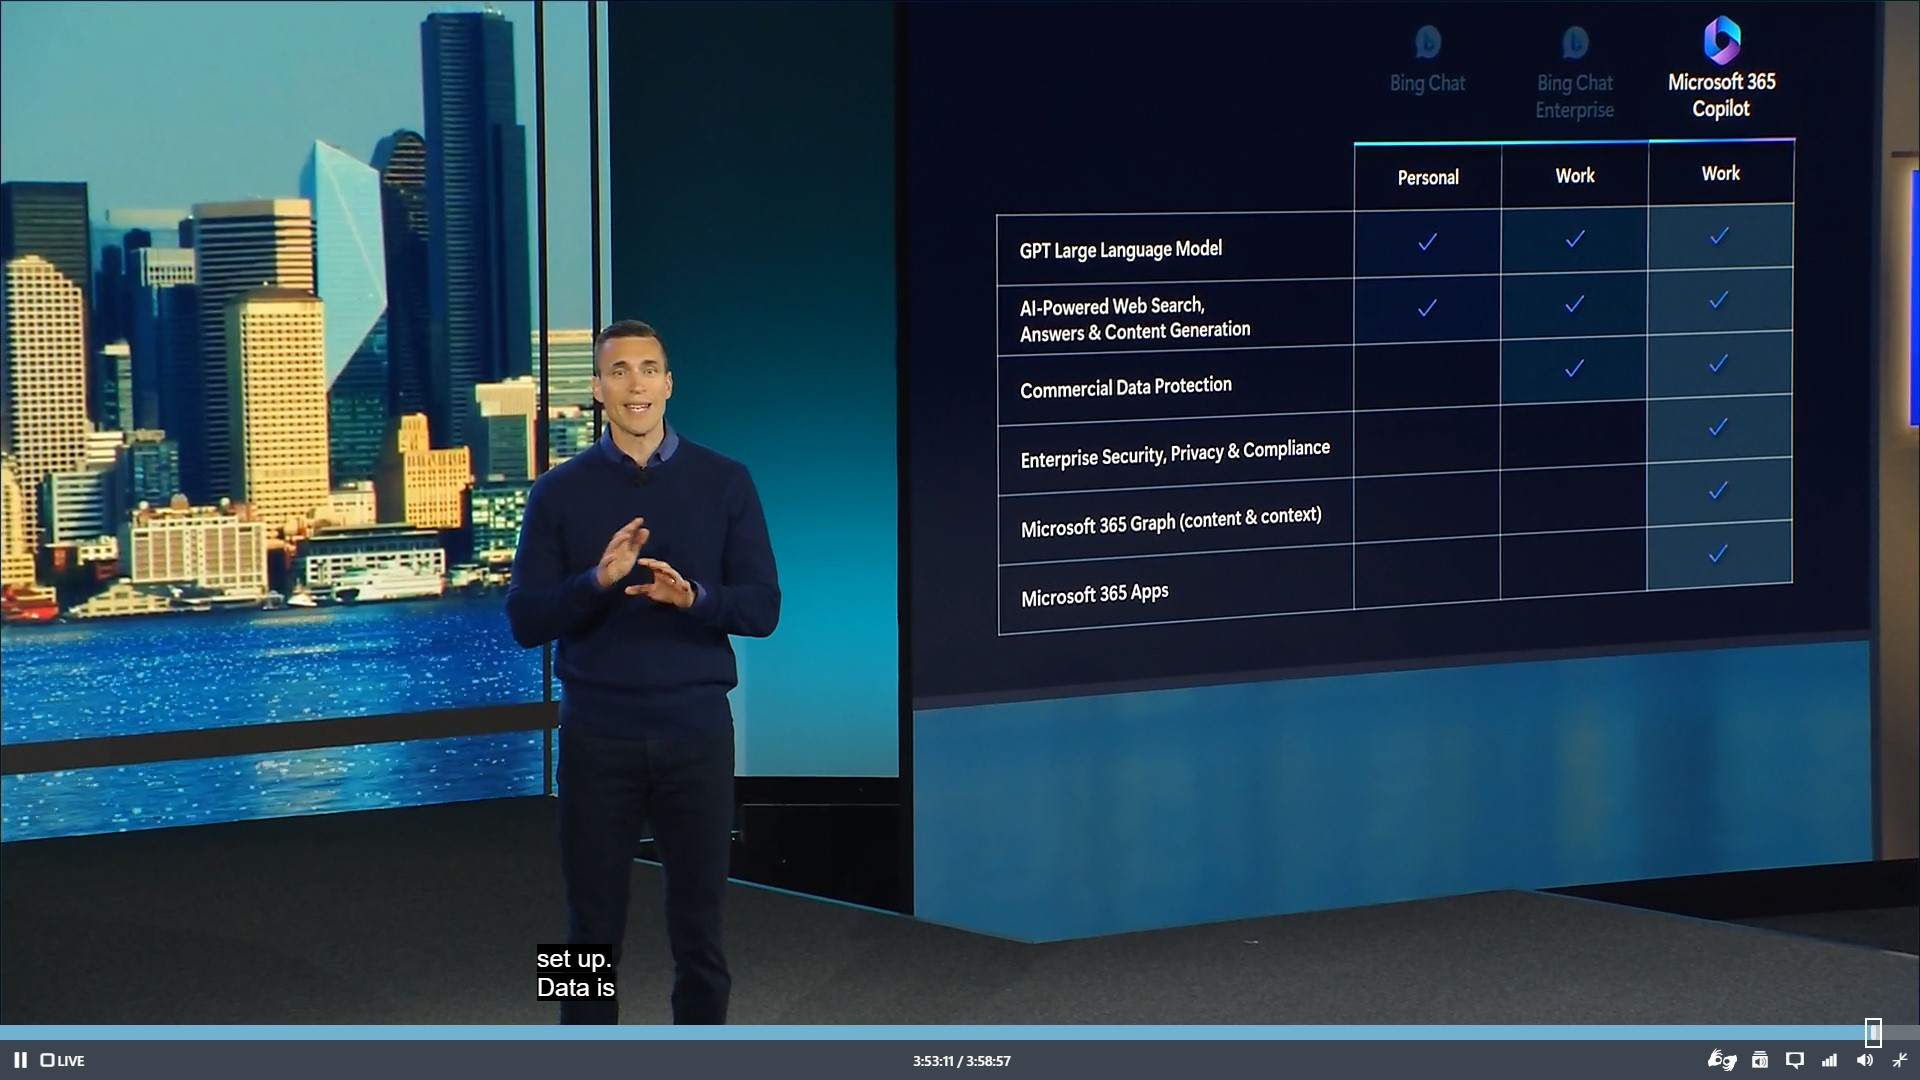 Bing Chat
Bing Chat
Enterprise
Microsoft 365
Copilot
Personal
Work
Work
GPT Large Language Model
AI-Powered Web Search,
Answers & Content Generation
Commercial Data Protection
Enterprise Security, Privacy & Compliance
Microsoft 365 Graph (content & context)
Microsoft 365 Apps
set up.
Data is
LIVE
3:53:11 / 3:58:57